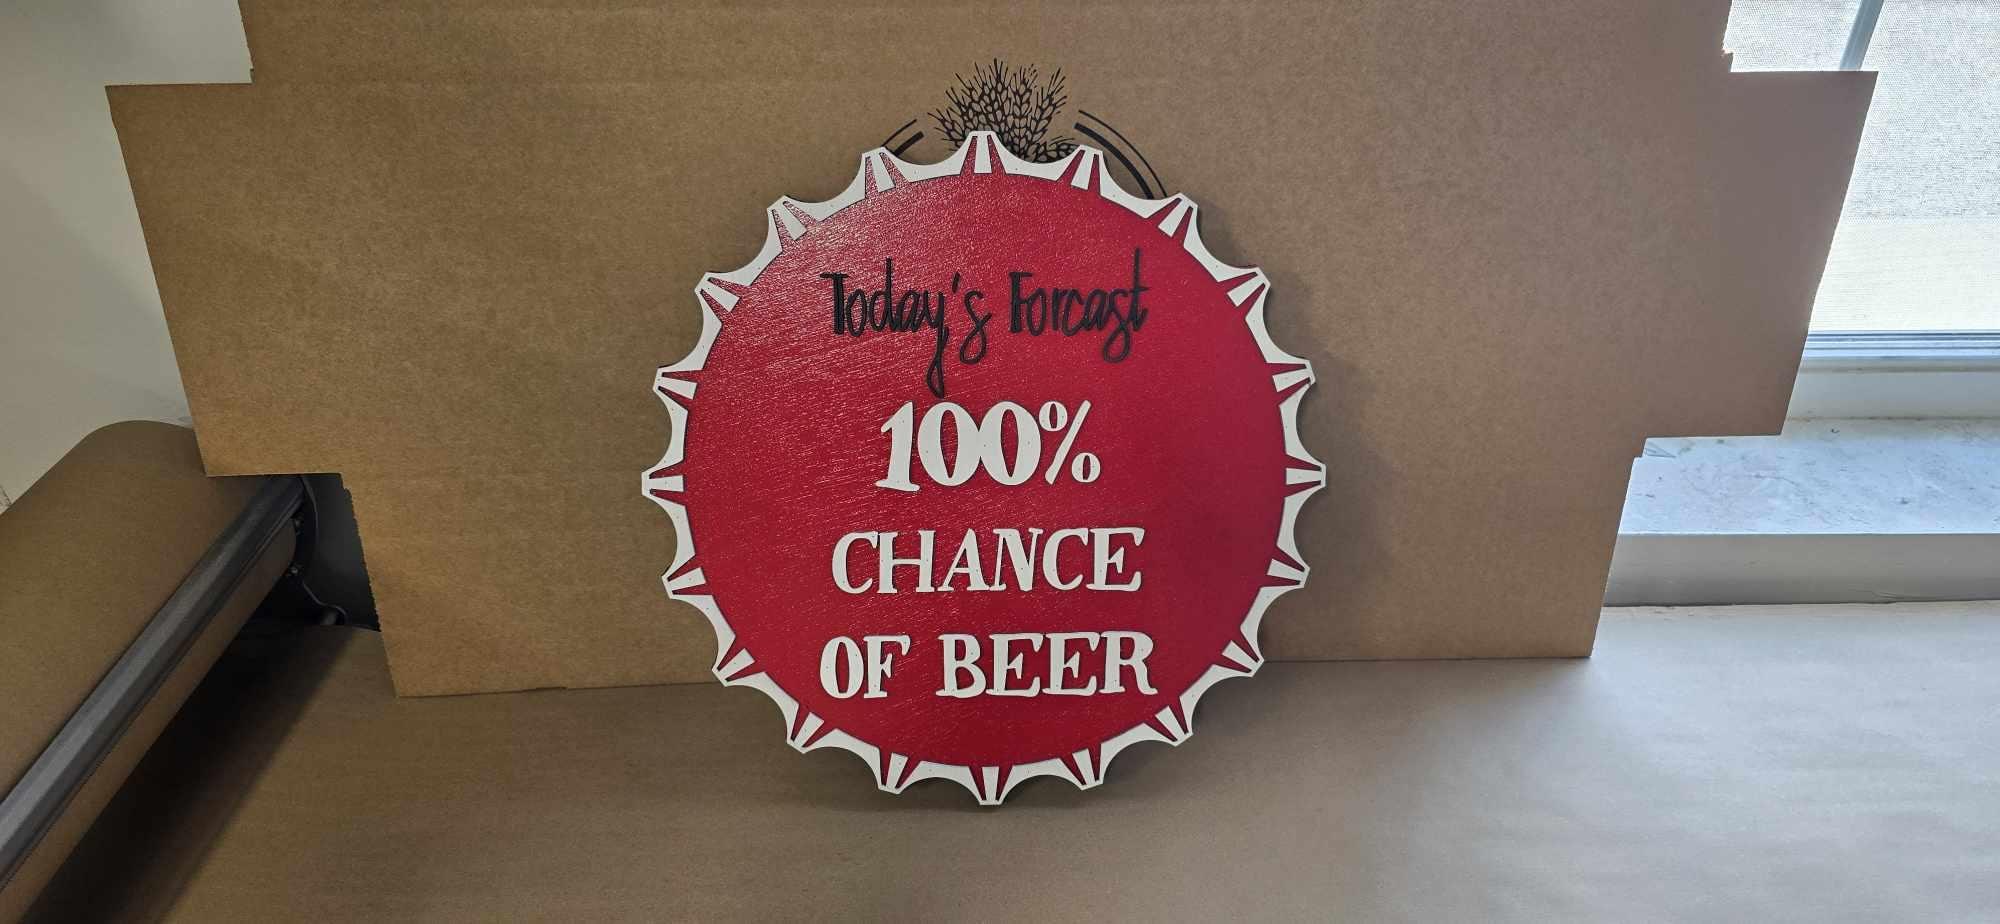 Today's Forcast
100%
CHANCE
OF BEER